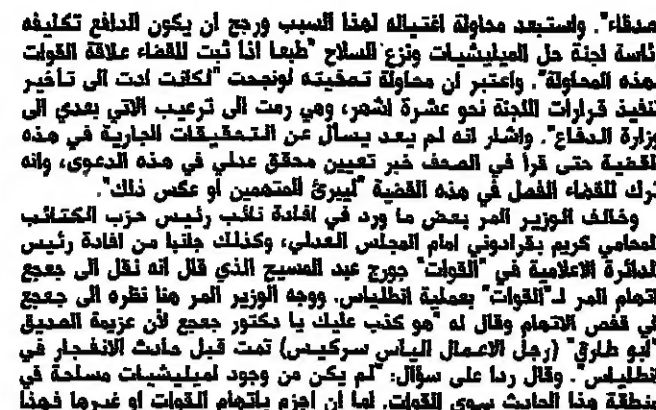 صدقاء". واستبعد محاولة اغتياله لهذا السبب ورجح ان يكون الدافع تكليفه
ئاسة لجنة حل الميليشيات ونزع السلاح "طبعا اذا ثبت للقضاء علاقة القوات
بهذه المحاولة". واعتبر ان محاولة تصفيته لو نجحت "لكانت ادت الى تأخير
تنفيذ قرارات اللجنة نحو عشرة اشهر، وهي رمت الى ترعيب الآتي بعدي الى
وزارة الدفاع". واشار انه لم يعد يسأل عن التحقيقات الجارية في هذه
القضية حتى قرأ في الصحف خبر تعيين محقق عدلي في هذه الدعوى، وانه
ترك للقضاء الفصل في هذه القضية "ليبرئ المتهمين او عكس ذلك".
وخالف الوزير المر بعض ما ورد في افادة نائب رئيس حزب الكتائب
المحامي كريم بقرادوني امام المجلس العدلي، وكذلك جانبا من افادة رئيس
الدائرة الاعلامية في "القوات" جورج عبد المسيح الذي قال انه نقل الى جعجع
اتهام المر لـ"القوات" بعملية انطلياس. ووجه الوزير المر هنا نظره الى جعجع
في قفص الاتهام وقال له "هو كذب عليك يا دكتور جعجع لأن عزيمة الصديق
"ابو طارق" (رجل الاعمال الياس سركيس) تمت قبل حادث الانفجار في
انطلياس". وقال ردا على سؤال: "لم يكن من وجود لميليشيات مسلحة في
منطقة هذا الحادث سوى القوات. اما ان اجزم باتهام القوات او غيرها فهذا